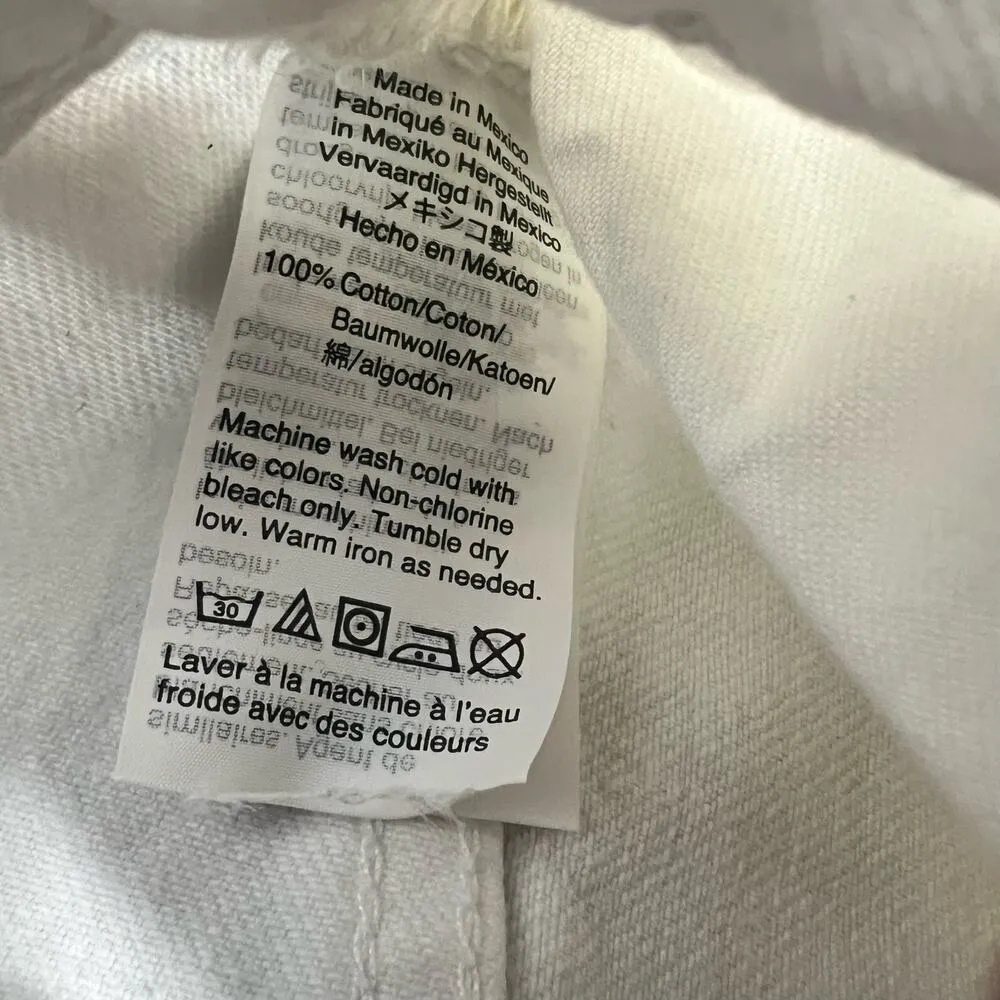 Made in Mexico
Fabriqué au Mexique
in Mexiko Hergestellt
Vervaardigd in Mexico
メキシコ製
Hecho en México
100% Cotton/Coton/
Baumwolle/Katoen/
綿/algodón
Machine wash cold with
like colors. Non-chlorine
bleach only. Tumble dry
low. Warm iron as needed.
30
Laver à la machine à l'eau
froide avec des couleurs